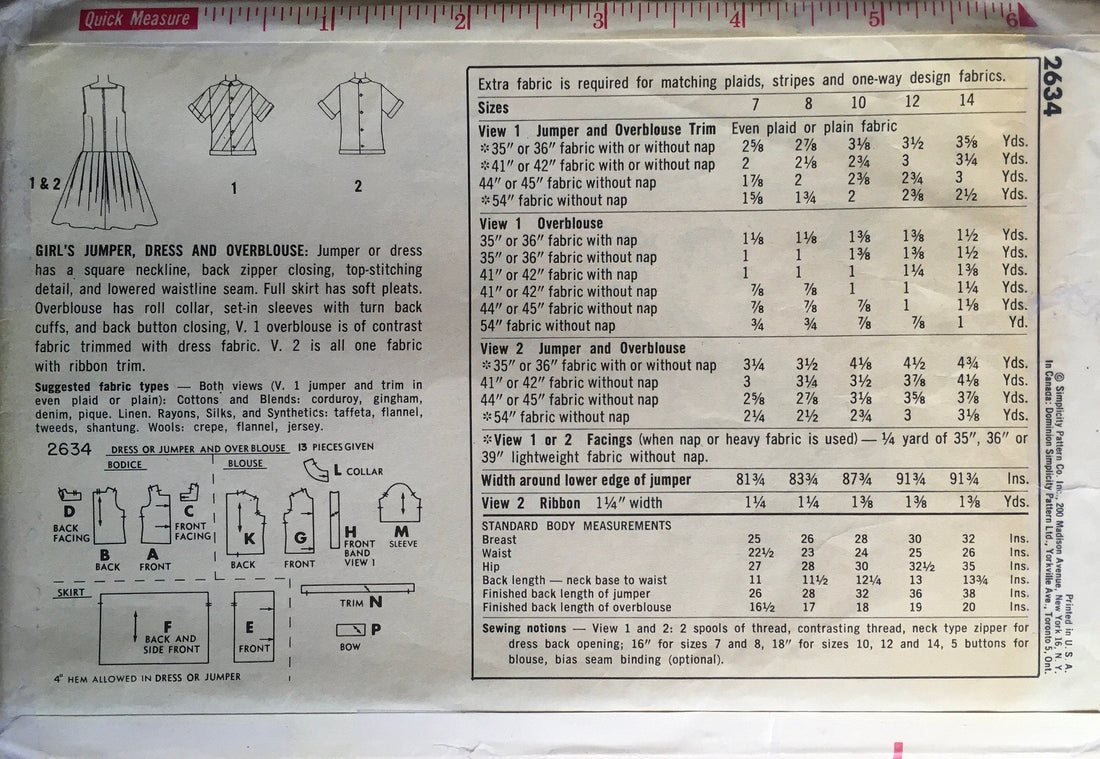 Quick Measure 1 2 3 4 5 6
1 & 2
1
2
GIRL'S JUMPER, DRESS AND OVERBLOUSE: Jumper or dress
has a square neckline, back zipper closing, top-stitching
detail, and lowered waistline seam. Full skirt has soft pleats.
Overblouse has roll collar, set-in sleeves with turn back
cuffs, and back button closing, V. 1 overblouse is of contrast
fabric trimmed with dress fabric. V. 2 is all one fabric
with ribbon trim.
Suggested fabric types — Both views (V. 1 jumper and trim in
even plaid or plain): Cottons and Blends: corduroy, gingham,
denim, pique. Linen. Rayons, Silks, and Synthetics: taffeta, flannel,
tweeds, shantung. Wools: crepe, flannel, jersey.
2634 DRESS OR JUMPER AND OVERBLOUSE 13 PIECES GIVEN
BODICE
BLOUSE
L COLLAR
D
BACK
FACING
B
BACK
A
FRONT
C
FRONT
FACING
K
BACK
G
FRONT
H
FRONT
BAND
VIEW 1
M
SLEEVE
SKIRT
F
BACK AND
SIDE FRONT
E
FRONT
TRIM N
P
BOW
4" HEM ALLOWED IN DRESS OR JUMPER
Extra fabric is required for matching plaids, stripes and one-way design fabrics.
Sizes 7 8 10 12 14
View 1 Jumper and Overblouse Trim Even plaid or plain fabric
※35" or 36" fabric with or without nap 2⅝ 2⅞ 3⅛ 3½ 3⅝ Yds.
※41" or 42" fabric with or without nap 2 2⅛ 2¾ 3 3¼ Yds.
44" or 45" fabric without nap 1⅞ 2 2⅜ 2¾ 3 Yds.
※54" fabric without nap 1⅝ 1¾ 2 2⅜ 2½ Yds.
View 1 Overblouse
35" or 36" fabric with nap 1⅛ 1⅛ 1⅜ 1⅜ 1½ Yds.
35" or 36" fabric without nap 1 1 1⅜ 1⅜ 1½ Yds.
41" or 42" fabric with nap 1 1 1 1¼ 1⅜ Yds.
41" or 42" fabric without nap ⅞ ⅞ 1 1 1¼ Yds.
44" or 45" fabric without nap ⅞ ⅞ ⅞ 1 1⅛ Yds.
54" fabric without nap ¾ ¾ ⅞ ⅞ 1 Yd.
View 2 Jumper and Overblouse
※35" or 36" fabric with or without nap 3¼ 3½ 4⅛ 4½ 4¾ Yds.
41" or 42" fabric without nap 3 3¼ 3½ 3⅞ 4⅛ Yds.
44" or 45" fabric without nap 2⅝ 2⅞ 3⅛ 3⅝ 3⅞ Yds.
※54" fabric without nap 2¼ 2½ 2¾ 3 3⅛ Yds.
※View 1 or 2 Facings (when nap or heavy fabric is used) — ¼ yard of 35", 36" or
39" lightweight fabric without nap.
Width around lower edge of jumper 81¾ 83¾ 87¾ 91¾ 91¾ Ins.
View 2 Ribbon 1¼" width 1¼ 1¼ 1⅜ 1⅜ 1⅜ Yds.
STANDARD BODY MEASUREMENTS
Breast 25 26 28 30 32 Ins.
Waist 22½ 23 24 25 26 Ins.
Hip 27 28 30 32½ 35 Ins.
Back length — neck base to waist 11 11½ 12¼ 13 13¾ Ins.
Finished back length of jumper 26 28 32 36 38 Ins.
Finished back length of overblouse 16½ 17 18 19 20 Ins.
Sewing notions — View 1 and 2: 2 spools of thread, contrasting thread, neck type zipper for
dress back opening; 16" for sizes 7 and 8, 18" for sizes 10, 12 and 14, 5 buttons for
blouse, bias seam binding (optional).
2634
© Simplicity Pattern Co. Inc., 200 Madison Avenue, New York 16, N. Y.
In Canada: Dominion Simplicity Pattern Ltd., Yorkville Ave., Toronto 5, Ont.
Printed in U. S. A.